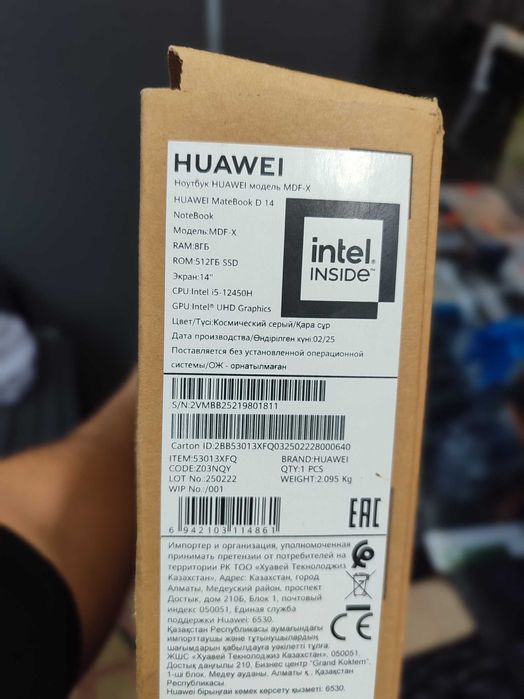 HUAWEI
Ноутбук HUAWEI модель MDF-X
HUAWEI MateBook D 14
NoteBook
Модель:MDF-X
RAM:8ГБ
ROM:512ГБ SSD
Экран:14"
CPU:Intel i5-12450H
GPU:Intel® UHD Graphics
intel
INSIDE™
Цвет/Түсі:Космический серый/Қара сұр
Дата производства/Өндірілген күні:02/25
Поставляется без установленной операционной
системы/ОЖ - орнатылмаған
S/N:2VMBB25219801811
Carton ID:2BB53013XFQ032502228000640
ITEM:53013XFQ BRAND:HUAWEI
CODE:Z03NQY QTY:1 PCS
LOT No:250222 WEIGHT:2.095 Kg
WIP No:/001
6 942103 114861
EAC
Импортер и организация, уполномоченная
принимать претензии от потребителей на
территории РК ТОО «Хуавей Текнолоджиз
Казахстан», Адрес: Казахстан, город
Алматы, Медеуский район, проспект
Достык, дом 210Б, Блок 1, почтовый
индекс 050051, Единая служба
поддержки Huawei: 6530.
CE
Қазақстан Республикасы аумағындағы
импорттаушы және тұтынушылардың
шағымдарын қабылдауға уәкілетті тұлға:
ЖШС «Хуавей Текнолоджиз Казахстан», 050051,
Достық даңғылы 210, Бизнес центр "Grand Koktem",
1-ші блок. Медеу ауданы. Алматы қ., Қазақстан
Республикасы.
Huawei бірыңғай көмек көрсету қызметі: 6530.